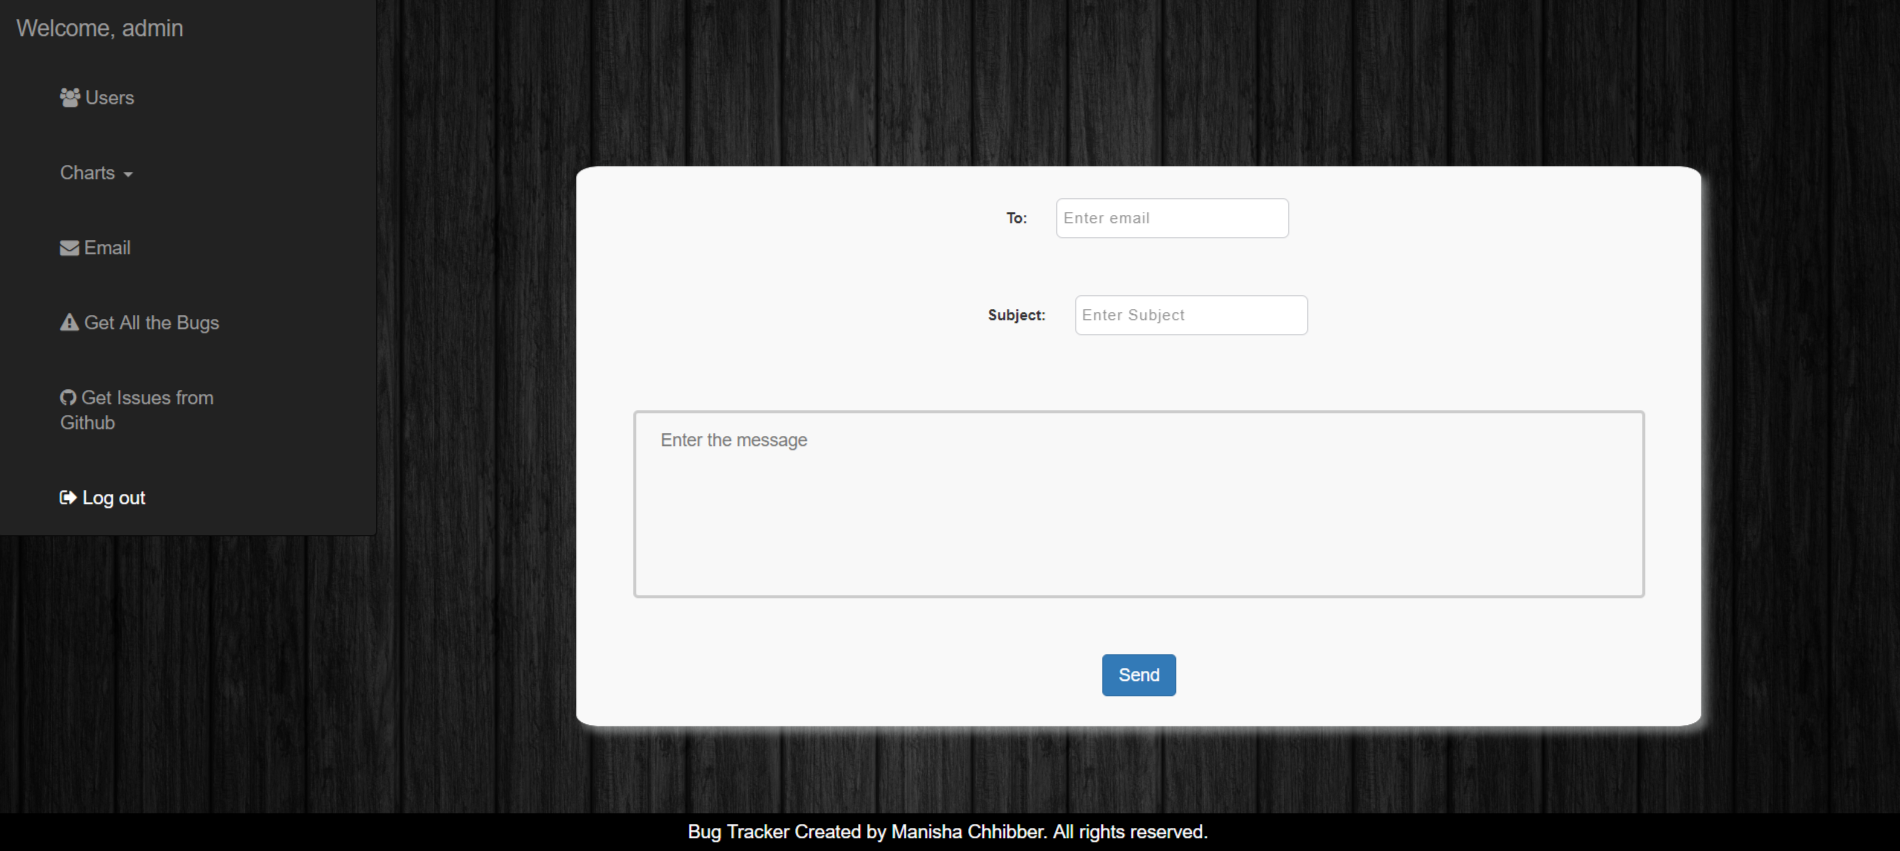 Welcome, admin
Users
Charts
Email
Get All the Bugs
Get Issues from
Github
Log out
To: Enter email
Subject: Enter Subject
Enter the message
Send
Bug Tracker Created by Manisha Chhibber. All rights reserved.